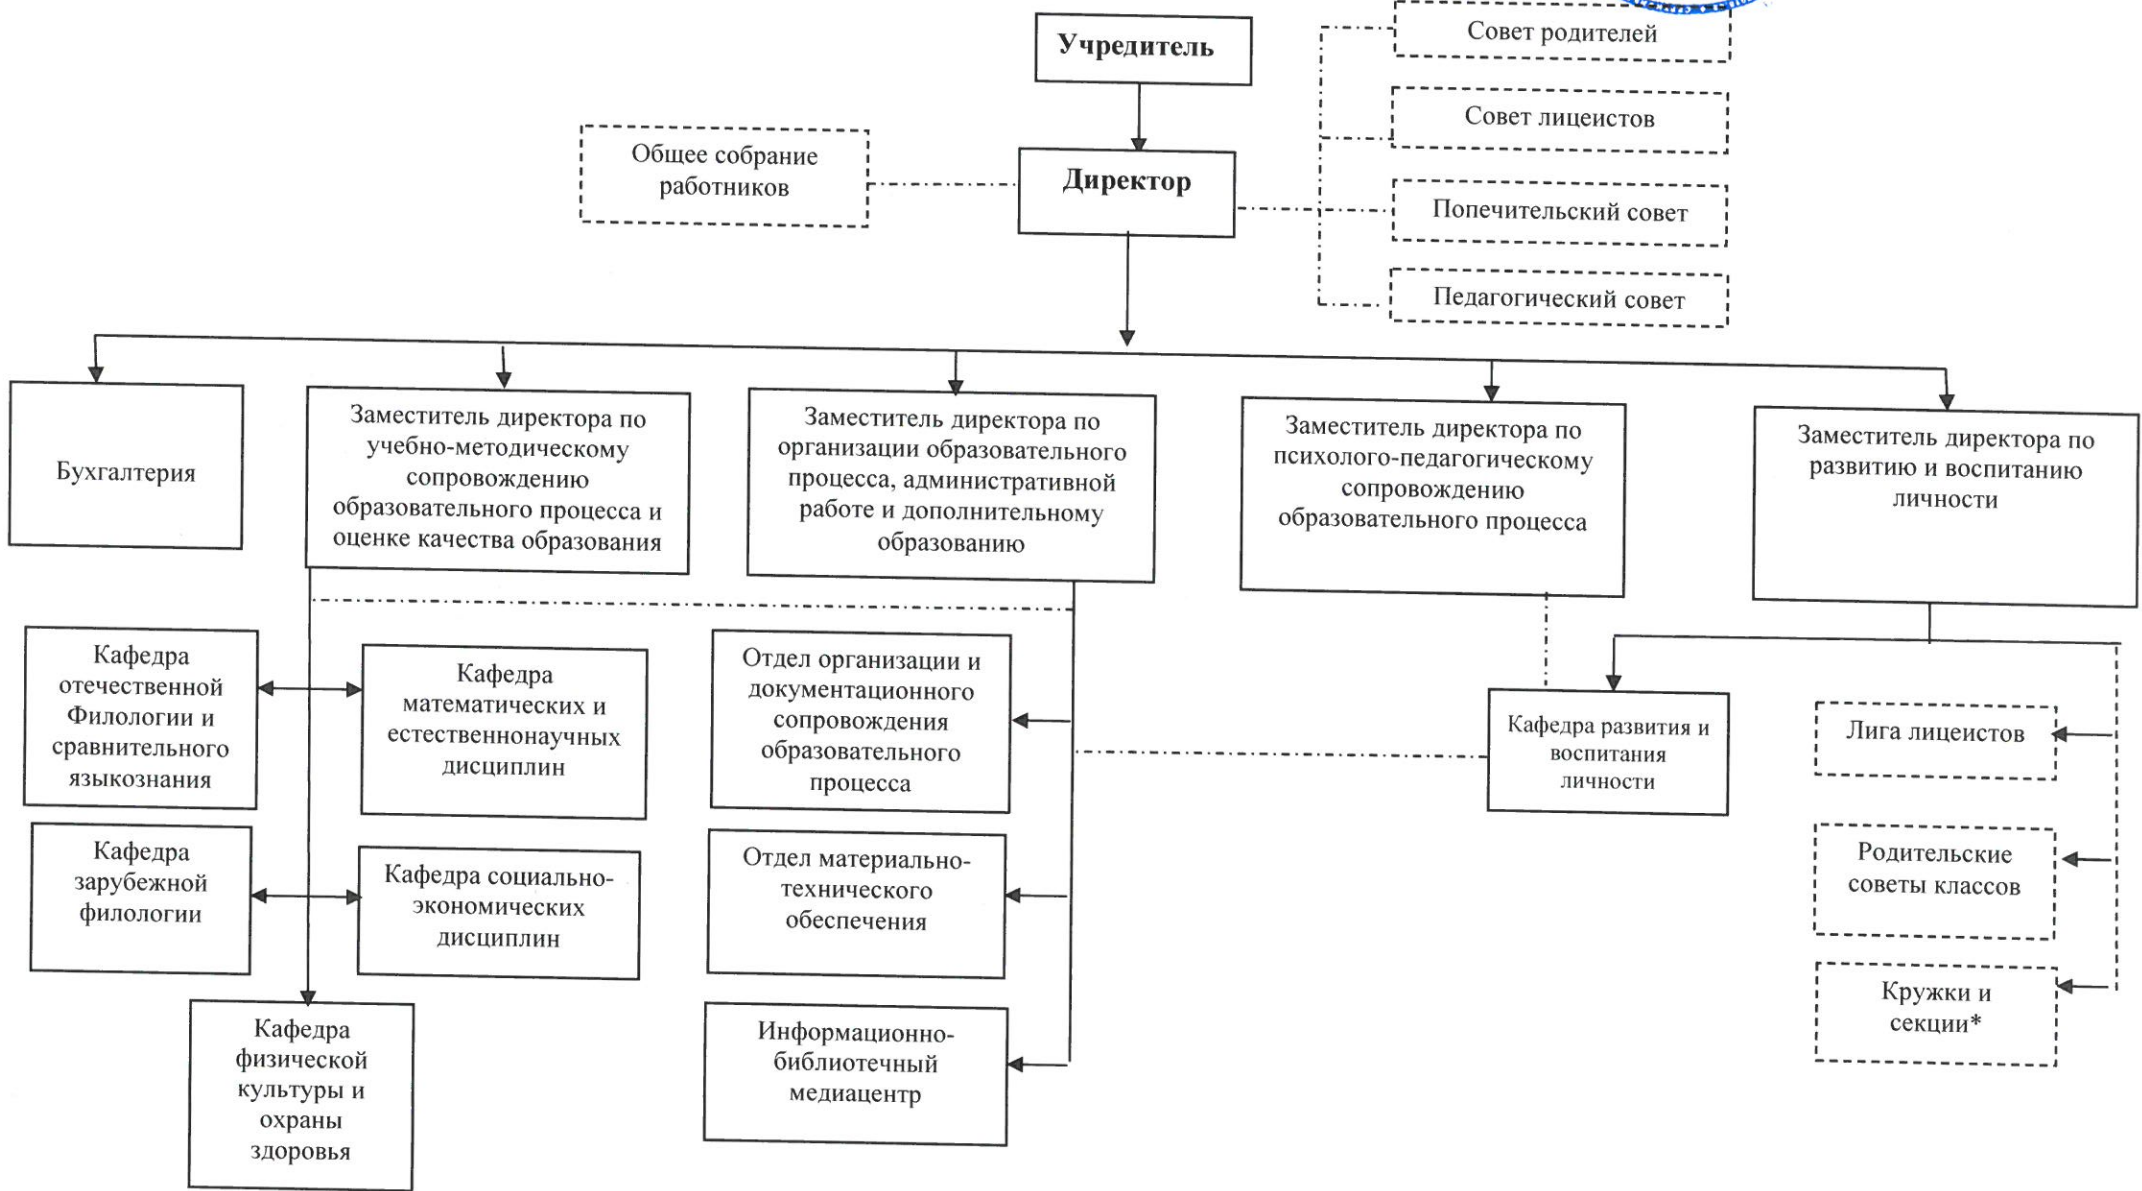 Учредитель
Совет родителей
Совет лицеистов
Общее собрание
работников
Директор
Попечительский совет
Педагогический совет
Бухгалтерия
Заместитель директора по
учебно-методическому
сопровождению
образовательного процесса и
оценке качества образования
Заместитель директора по
организации образовательного
процесса, административной
работе и дополнительному
образованию
Заместитель директора по
психолого-педагогическому
сопровождению
образовательного процесса
Заместитель директора по
развитию и воспитанию
личности
Кафедра
отечественной
Филологии и
сравнительного
языкознания
Кафедра
математических и
естественнонаучных
дисциплин
Отдел организации и
документационного
сопровождения
образовательного
процесса
Кафедра развития и
воспитания
личности
Лига лицеистов
Кафедра
зарубежной
филологии
Кафедра социально-
экономических
дисциплин
Отдел материально-
технического
обеспечения
Родительские
советы классов
Кафедра
физической
культуры и
охраны
здоровья
Информационно-
библиотечный
медиацентр
Кружки и
секции*